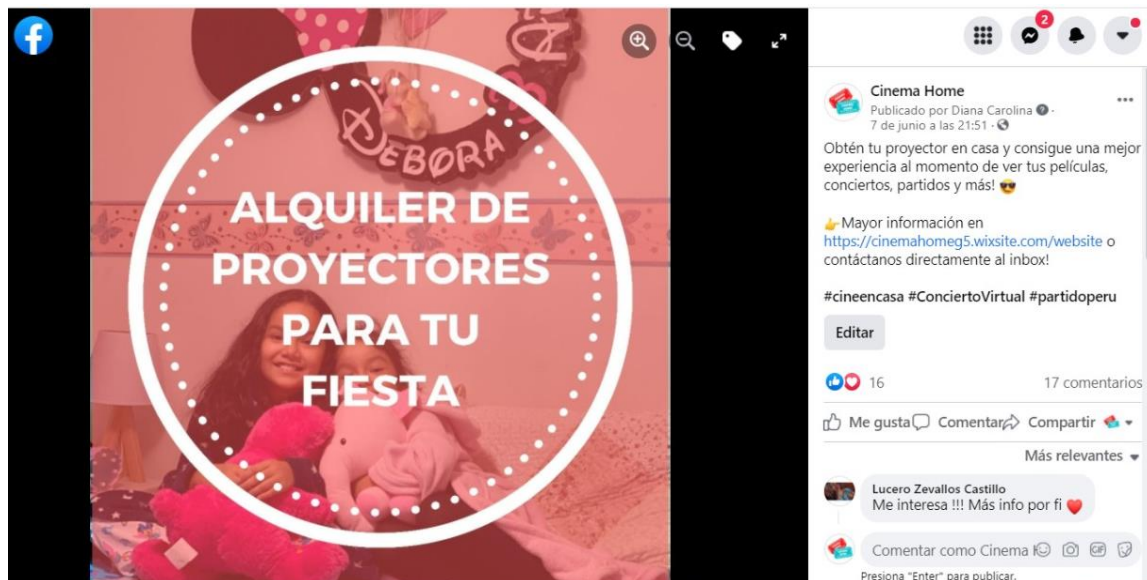 DEBORA
ALQUILER DE
PROYECTORES
PARA TU
FIESTA
2
Cinema Home
Publicado por Diana Carolina
7 de junio a las 21:51 ·
Obtén tu proyector en casa y consigue una mejor
experiencia al momento de ver tus películas,
conciertos, partidos y más! 😎
👉Mayor información en
https://cinemahomeg5.wixsite.com/website o
contáctanos directamente al inbox!
#cineencasa #ConciertoVirtual #partidoperu
Editar
16
17 comentarios
Me gusta Comentar Compartir
Más relevantes
Lucero Zevallos Castillo
Me interesa !!! Más info por fi ❤
Comentar como Cinema
GIF
Presiona "Enter" para publicar.